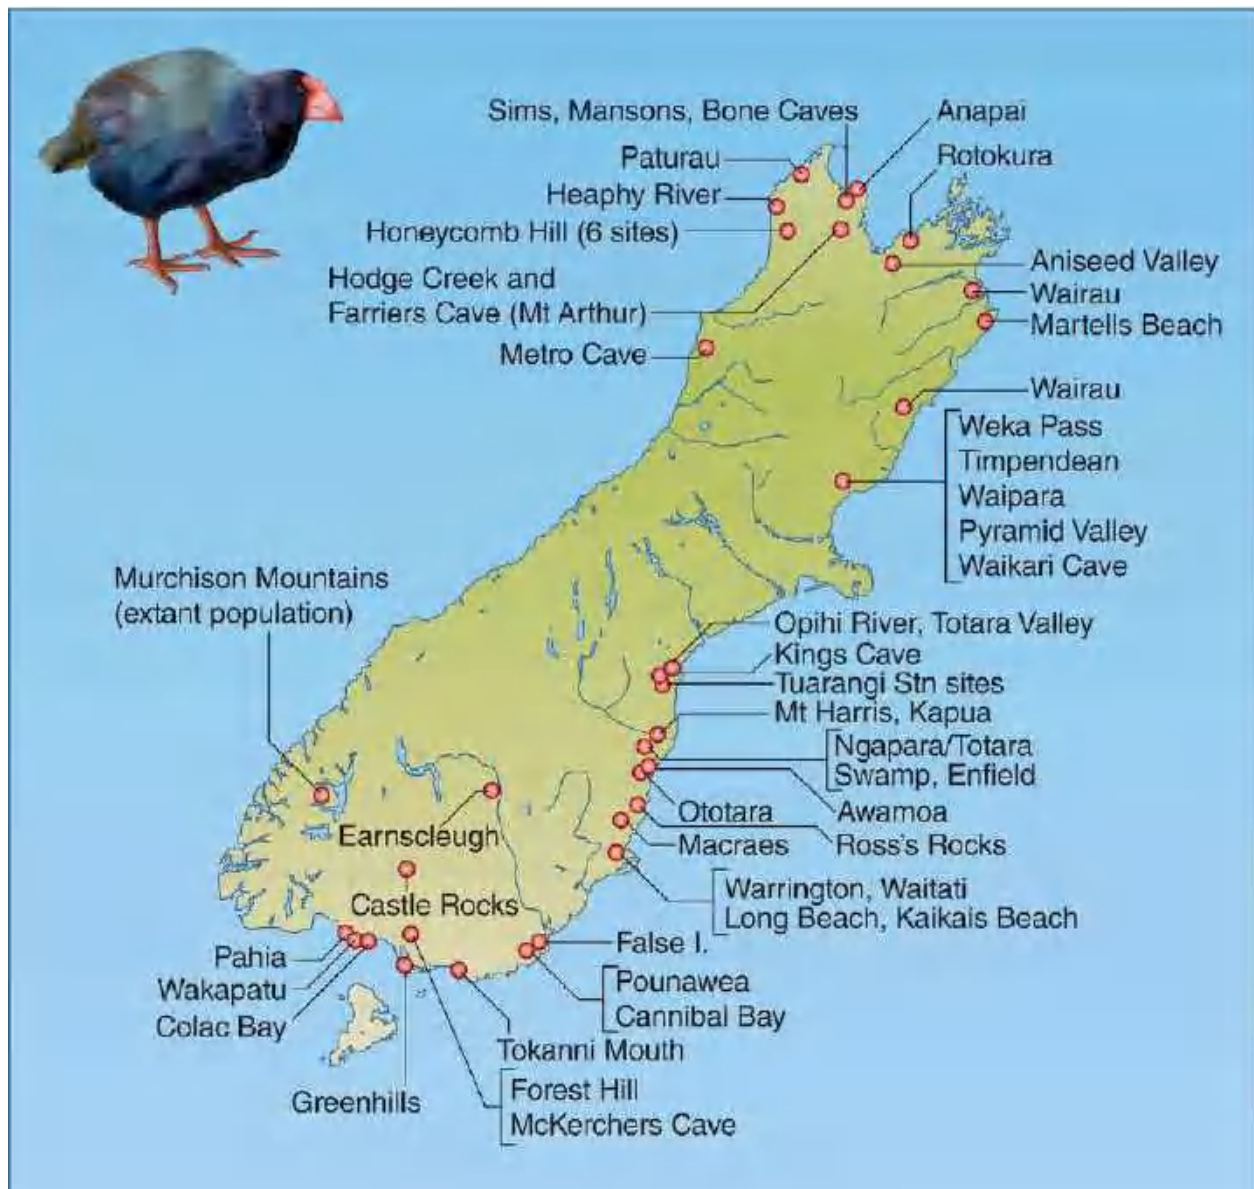 Sims, Mansons, Bone Caves
Anapai
Paturau
Rotokura
Heaphy River
Honeycomb Hill (6 sites)
Hodge Creek and
Farriers Cave (Mt Arthur)
Aniseed Valley
Wairau
Martells Beach
Metro Cave
Wairau
Weka Pass
Timpendean
Waipara
Pyramid Valley
Waikari Cave
Murchison Mountains
(extant population)
Opihi River, Totara Valley
Kings Cave
Tuarangi Stn sites
Mt Harris, Kapua
Ngapara/Totara
Swamp, Enfield
Ototara
Awamoa
Earnscleugh
Macraes
Ross's Rocks
Castle Rocks
Warrington, Waitati
Long Beach, Kaikais Beach
False I.
Pahia
Wakapatu
Colac Bay
Pounawea
Cannibal Bay
Tokanni Mouth
Greenhills
Forest Hill
McKerchers Cave